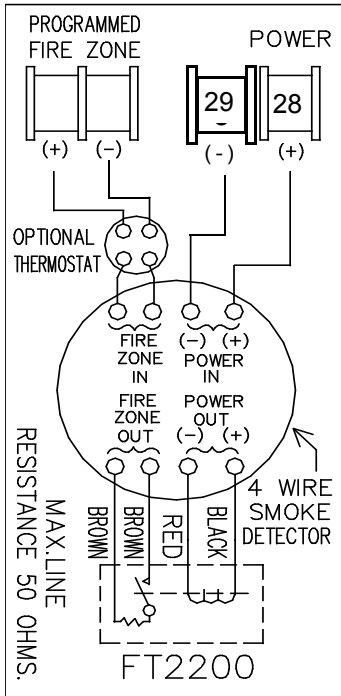 PROGRAMMED
FIRE ZONE
POWER
29
28
(+)
(-)
(-)
(+)
OPTIONAL
THERMOSTAT
FIRE
ZONE
IN
(-)
(+)
POWER
IN
FIRE
ZONE
OUT
POWER
OUT
(-)
(+)
4 WIRE
SMOKE
DETECTOR
BROWN
BROWN
RED
BLACK
MAX.LINE
RESISTANCE 50 OHMS.
FT2200